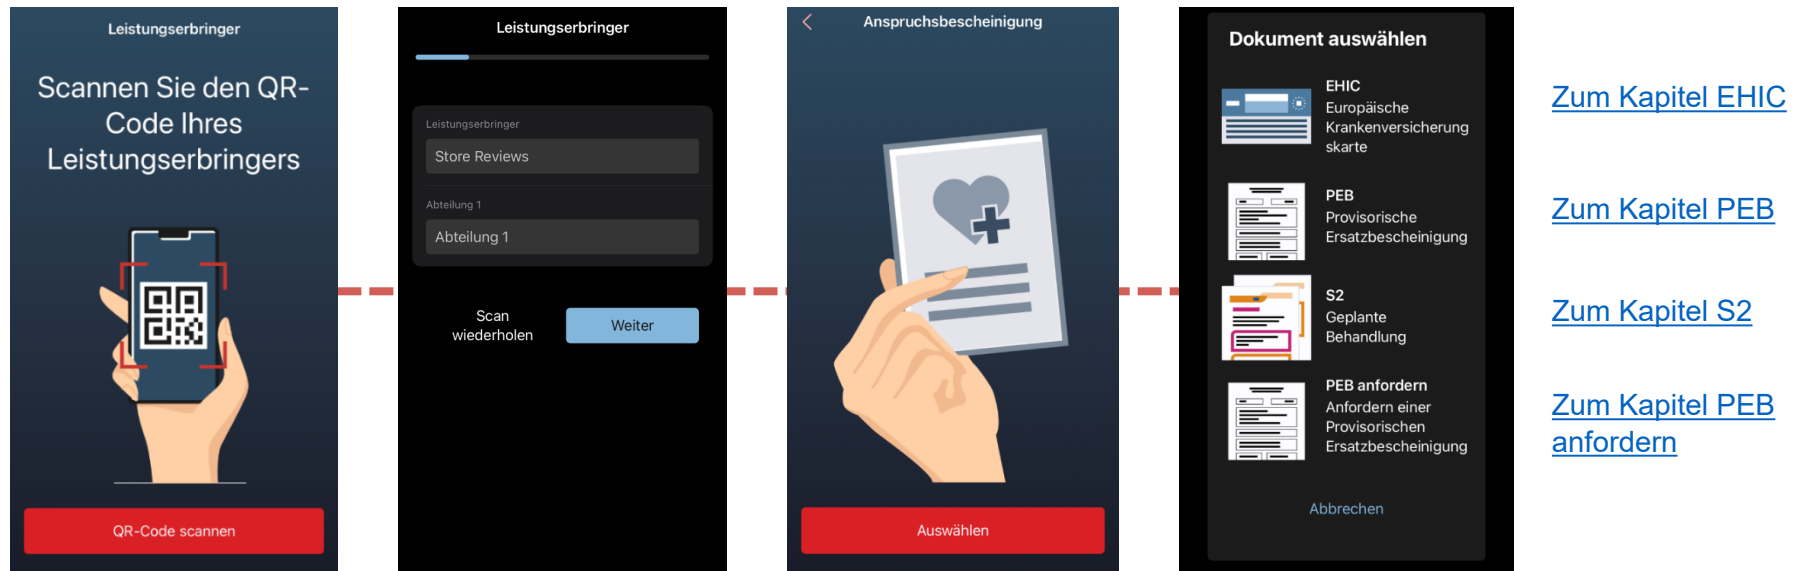 Leistungserbringer
Scannen Sie den QR-
Code Ihres
Leistungserbringers
QR-Code scannen
Leistungserbringer
Leistungserbringer
Store Reviews
Abteilung 1
Abteilung 1
Scan
wiederholen
Weiter
Anspruchsbescheinigung
Auswählen
Dokument auswählen
EHIC
Europäische
Krankenversicherung
skarte
PEB
Provisorische
Ersatzbescheinigung
S2
Geplante
Behandlung
PEB anfordern
Anfordern einer
Provisorischen
Ersatzbescheinigung
Abbrechen
Zum Kapitel EHIC
Zum Kapitel PEB
Zum Kapitel S2
Zum Kapitel PEB
anfordern